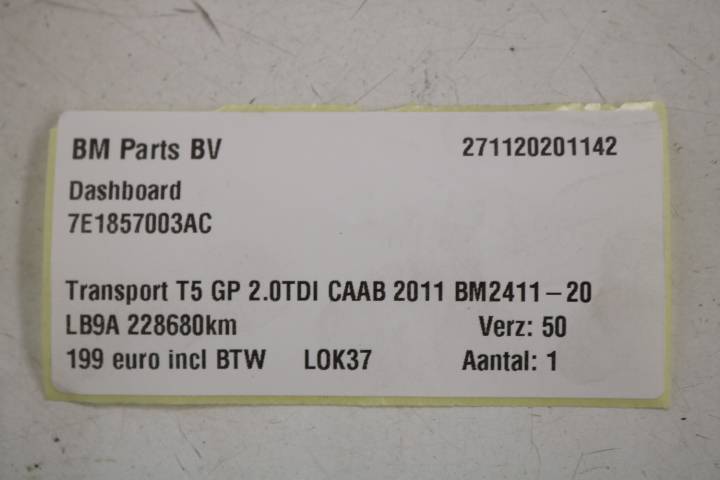 BM Parts BV 271120201142
Dashboard
7E1857003AC
Transport T5 GP 2.0TDI CAAB 2011 BM2411-20
LB9A 228680km Verz: 50
199 euro incl BTW LOK37 Aantal: 1